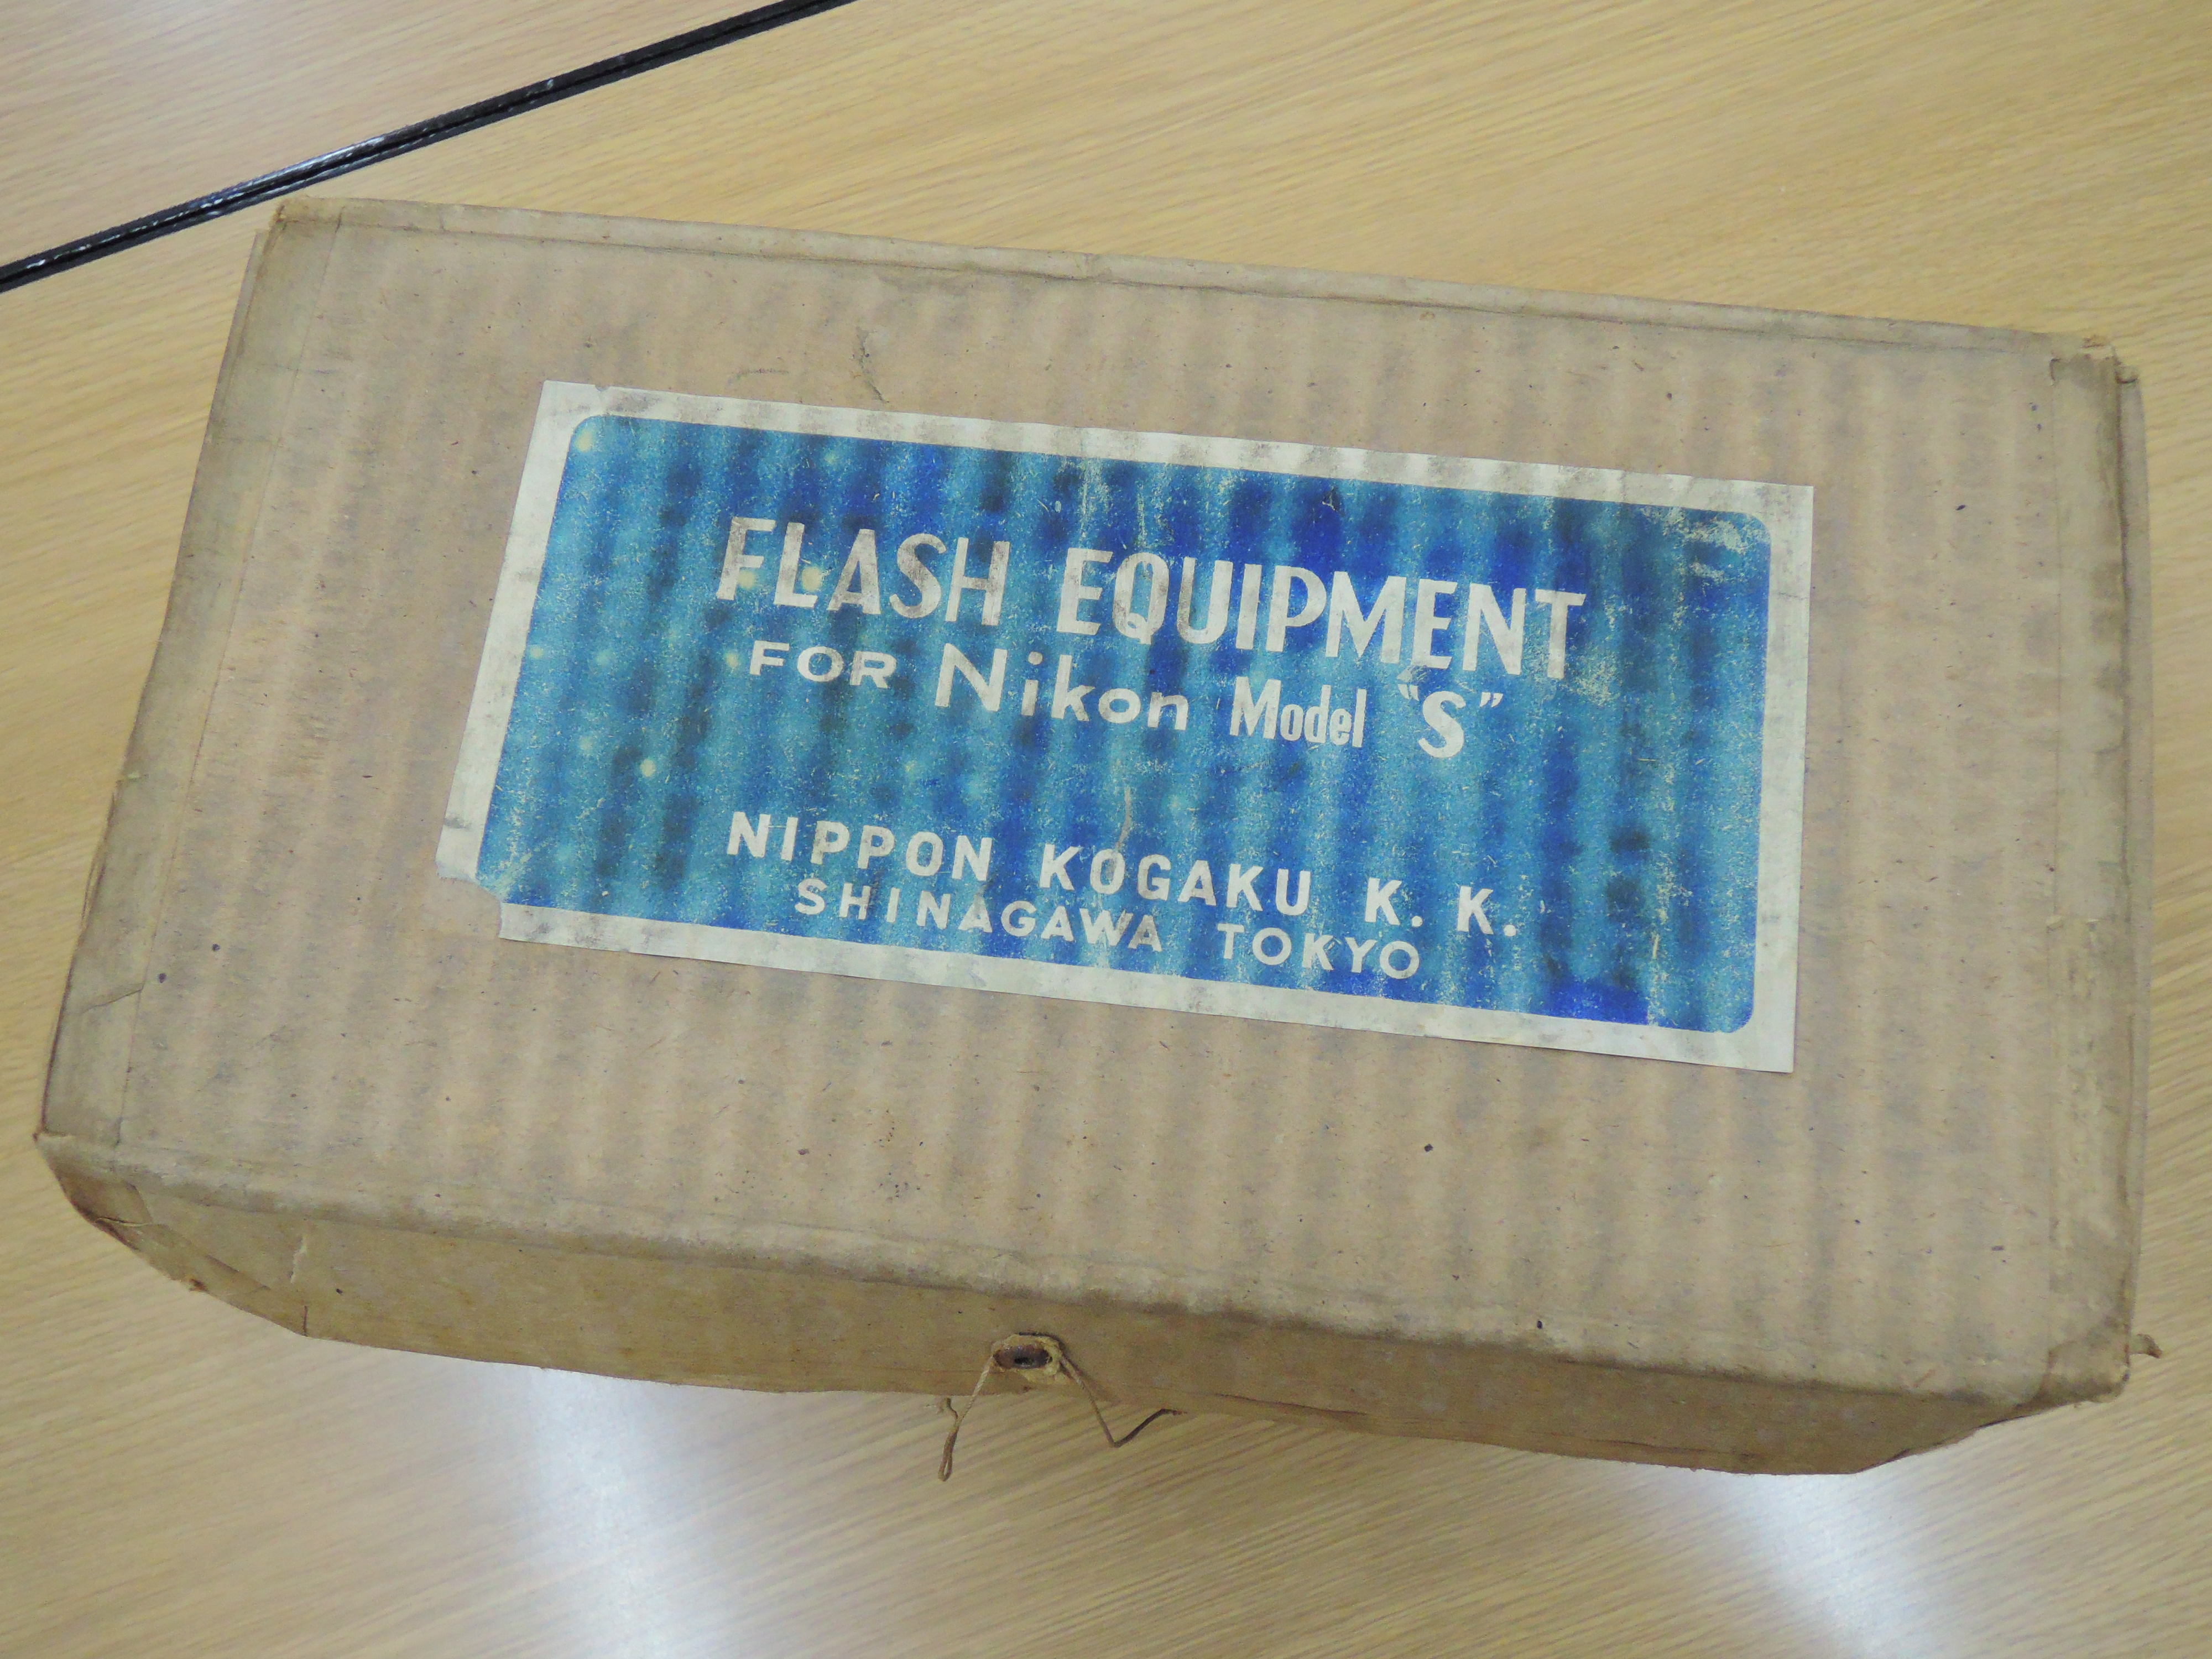 FLASH EQUIPMENT
FOR Nikon Model "S"
NIPPON KOGAKU K. K.
SHINAGAWA TOKYO